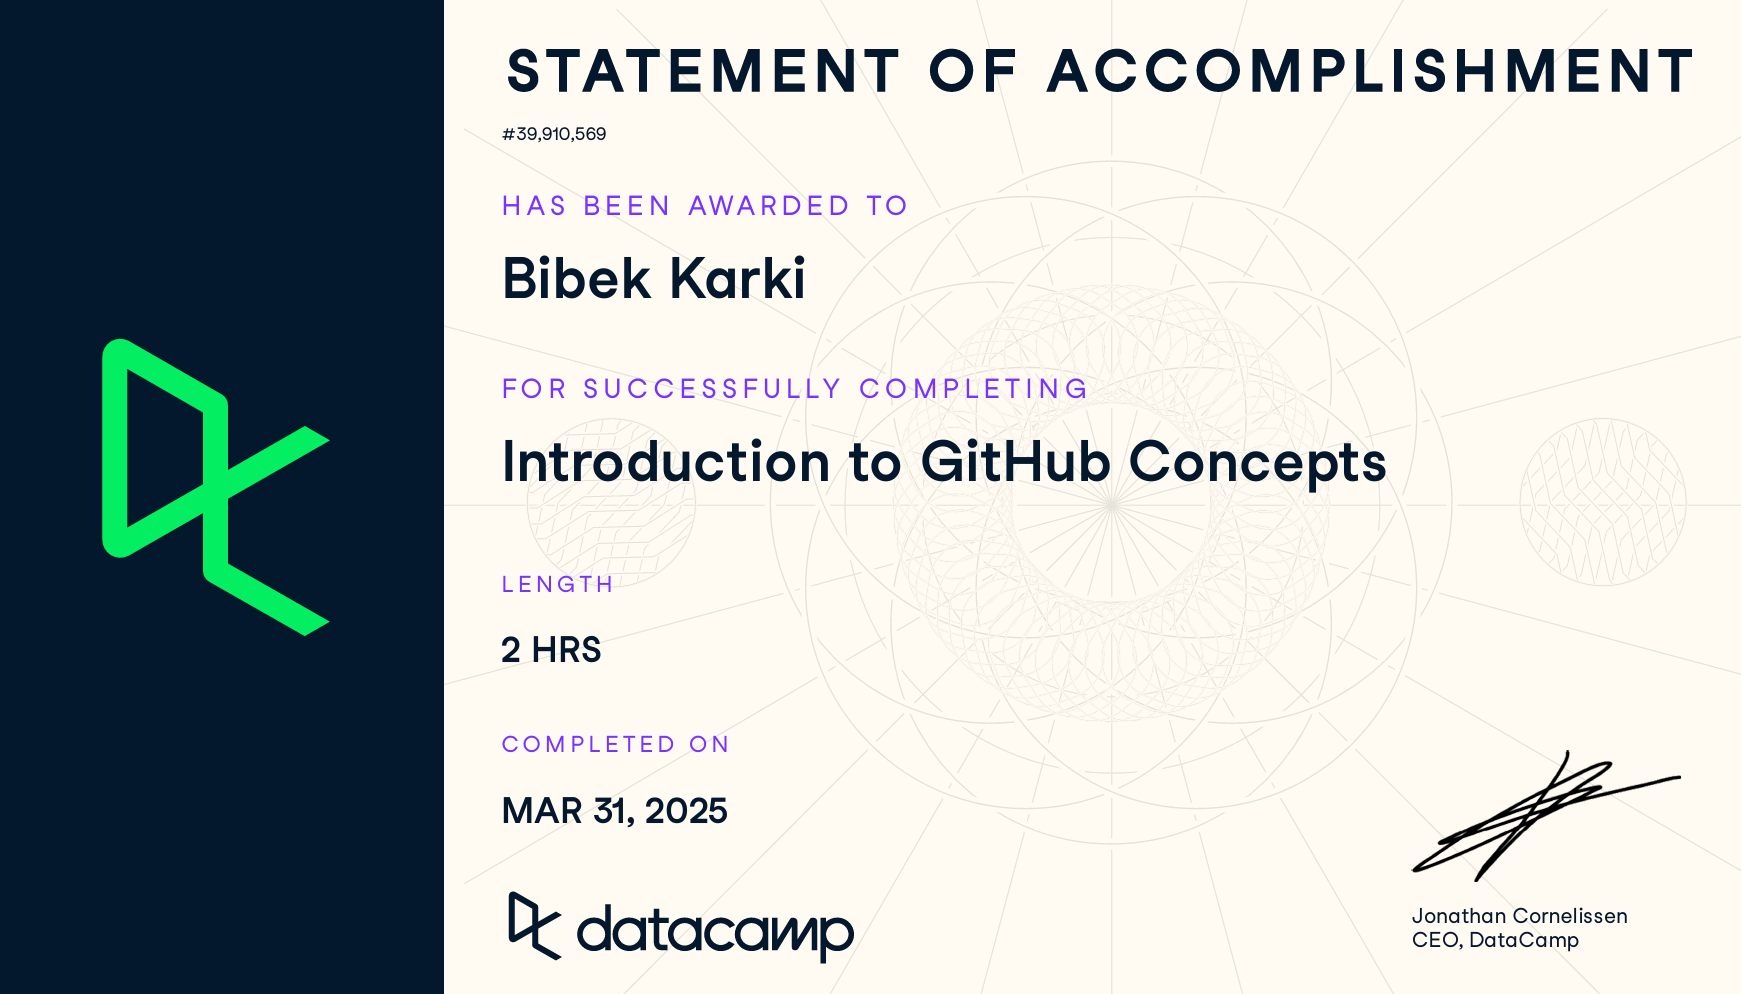 STATEMENT OF ACCOMPLISHMENT
#39,910,569
HAS BEEN AWARDED TO
Bibek Karki
FOR SUCCESSFULLY COMPLETING
Introduction to GitHub Concepts
LENGTH
2 HRS
COMPLETED ON
MAR 31, 2025
datacamp
Jonathan Cornelissen
CEO, DataCamp